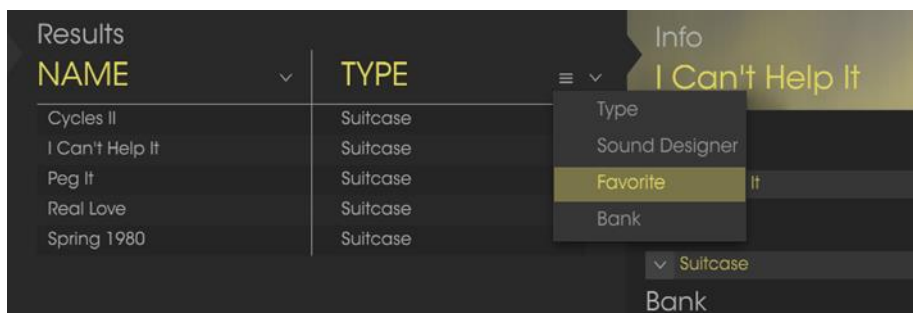 Results
NAME TYPE
Cycles II Suitcase
I Can't Help It Suitcase
Peg It Suitcase
Real Love Suitcase
Spring 1980 Suitcase
Type
Sound Designer
Favorite
Bank
Info
I Can't Help It
It
Suitcase
Bank